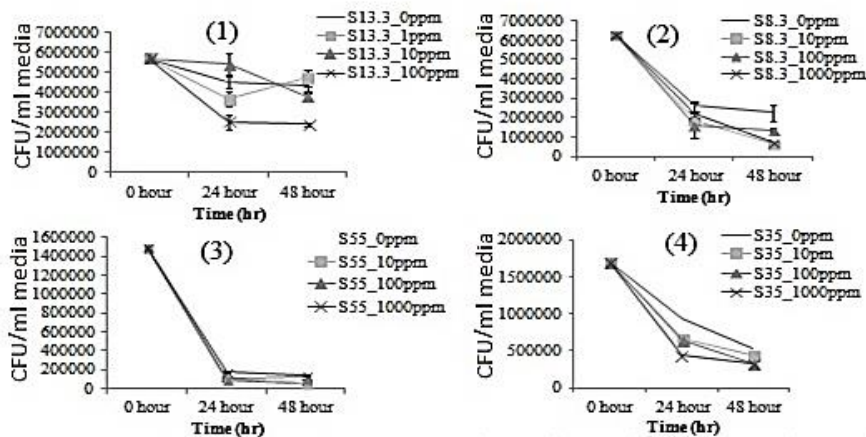 (1)
S13.3_0ppm
S13.3_1ppm
S13.3_10ppm
S13.3_100ppm
CFU/ml media
7000000
6000000
5000000
4000000
3000000
2000000
1000000
0
0 hour 24 hour 48 hour
Time (hr)
(2)
S8.3_0ppm
S8.3_10ppm
S8.3_100ppm
S8.3_1000ppm
CFU/ml media
7000000
6000000
5000000
4000000
3000000
2000000
1000000
0
0 hour 24 hour 48 hour
Time (hr)
(3)
S55_0ppm
S55_10ppm
S55_100ppm
S55_1000ppm
CFU/ml media
1600000
1400000
1200000
1000000
800000
600000
400000
200000
0
0 hour 24 hour 48 hour
Time (hr)
(4)
S35_0ppm
S35_10pm
S35_100ppm
S35_1000ppm
CFU/ml media
2000000
1500000
1000000
500000
0
0 hour 24 hour 48 hour
Time (hr)